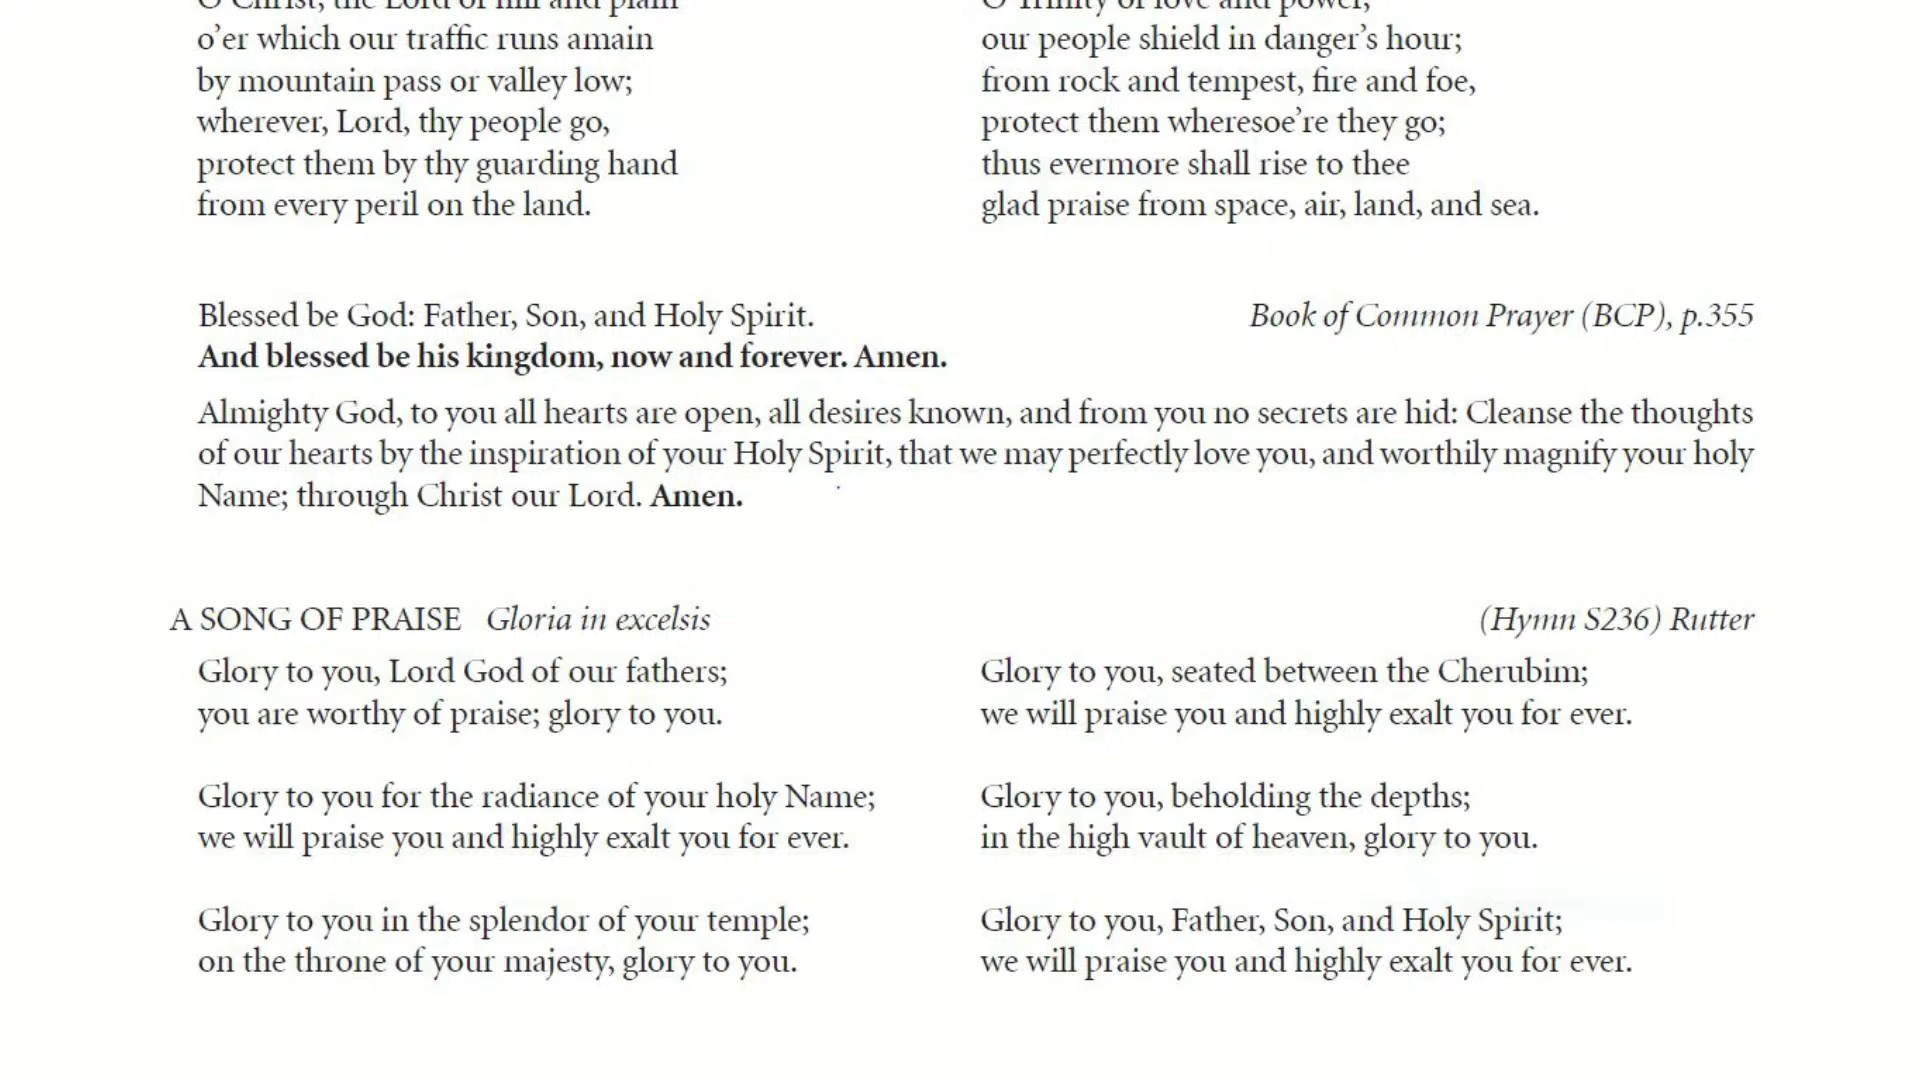 O Christ, the Lord of hill and plain
o'er which our traffic runs amain
by mountain pass or valley low;
wherever, Lord, thy people go,
protect them by thy guarding hand
from every peril on the land.
O Trinity of love and power,
our people shield in danger's hour;
from rock and tempest, fire and foe,
protect them wheresoe're they go;
thus evermore shall rise to thee
glad praise from space, air, land, and sea.
Blessed be God: Father, Son, and Holy Spirit. Book of Common Prayer (BCP), p.355
And blessed be his kingdom, now and forever. Amen.
Almighty God, to you all hearts are open, all desires known, and from you no secrets are hid: Cleanse the thoughts
of our hearts by the inspiration of your Holy Spirit, that we may perfectly love you, and worthily magnify your holy
Name; through Christ our Lord. Amen.
A SONG OF PRAISE Gloria in excelsis (Hymn S236) Rutter
Glory to you, Lord God of our fathers;
you are worthy of praise; glory to you.
Glory to you for the radiance of your holy Name;
we will praise you and highly exalt you for ever.
Glory to you in the splendor of your temple;
on the throne of your majesty, glory to you.
Glory to you, seated between the Cherubim;
we will praise you and highly exalt you for ever.
Glory to you, beholding the depths;
in the high vault of heaven, glory to you.
Glory to you, Father, Son, and Holy Spirit;
we will praise you and highly exalt you for ever.